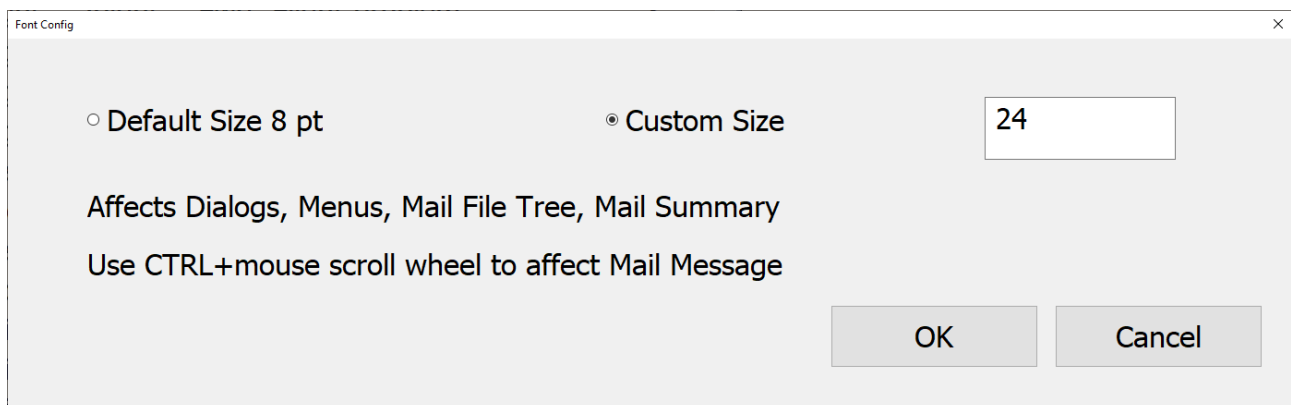 Font Config
Default Size 8 pt
Custom Size
24
Affects Dialogs, Menus, Mail File Tree, Mail Summary
Use CTRL+mouse scroll wheel to affect Mail Message
OK
Cancel